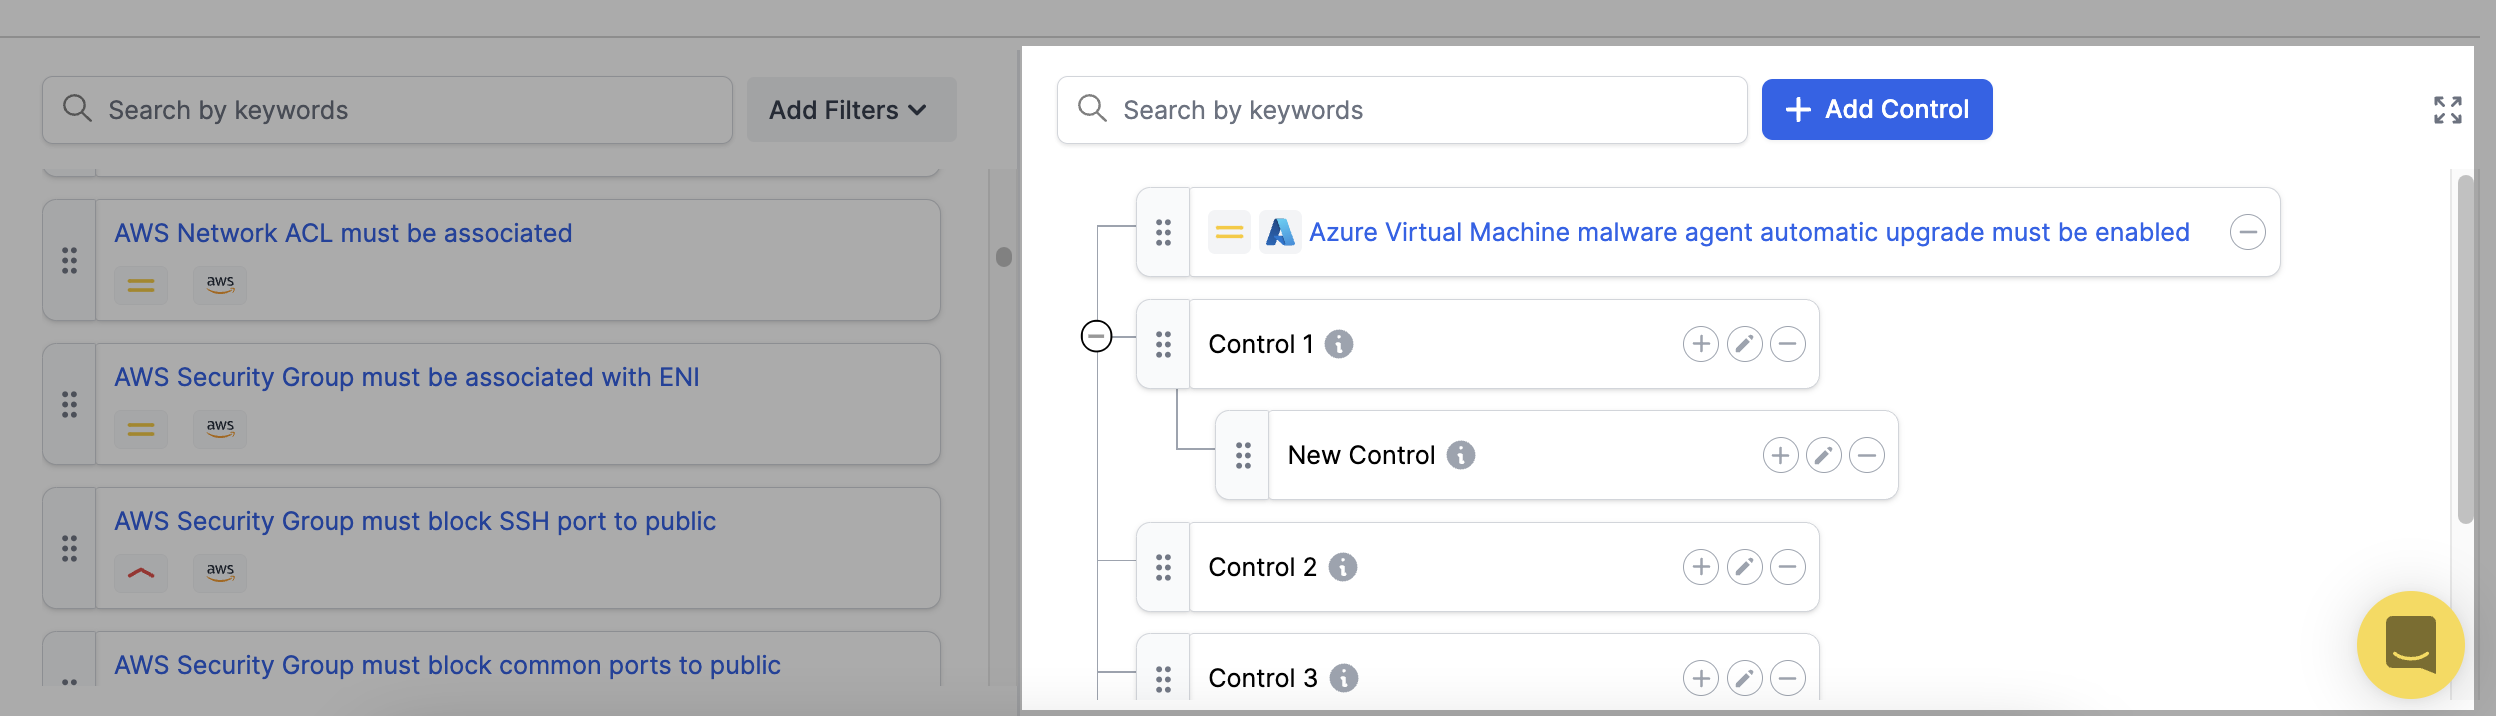 Search by keywords
Add Filters
AWS Network ACL must be associated
aws
AWS Security Group must be associated with ENI
aws
AWS Security Group must block SSH port to public
aws
AWS Security Group must block common ports to public
Search by keywords
Add Control
Azure Virtual Machine malware agent automatic upgrade must be enabled
Control 1
New Control
Control 2
Control 3